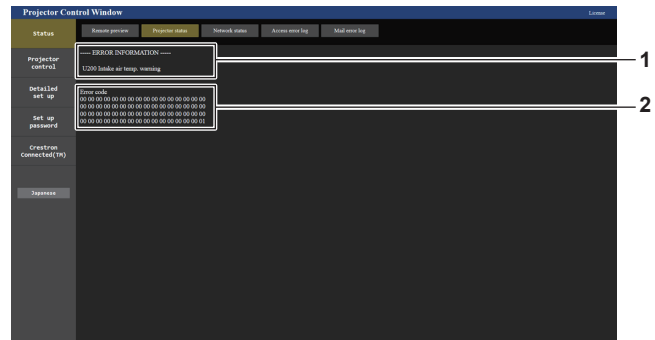 Projector Control Window
License
Status
Remote preview
Projector status
Network status
Access error log
Mail error log
Projector
control
Detailed
set up
Set up
password
Crestron
Connected(TM)
Japanese
----- ERROR INFORMATION -----
U200 Intake air temp. warning
Error code
00 00 00 00 00 00 00 00 00 00 00 00 00 00 00 00
00 00 00 00 00 00 00 00 00 00 00 00 00 00 00 00
00 00 00 00 00 00 00 00 00 00 00 00 00 00 00 00
00 00 00 00 00 00 00 00 00 00 00 00 00 00 00 01
1
2